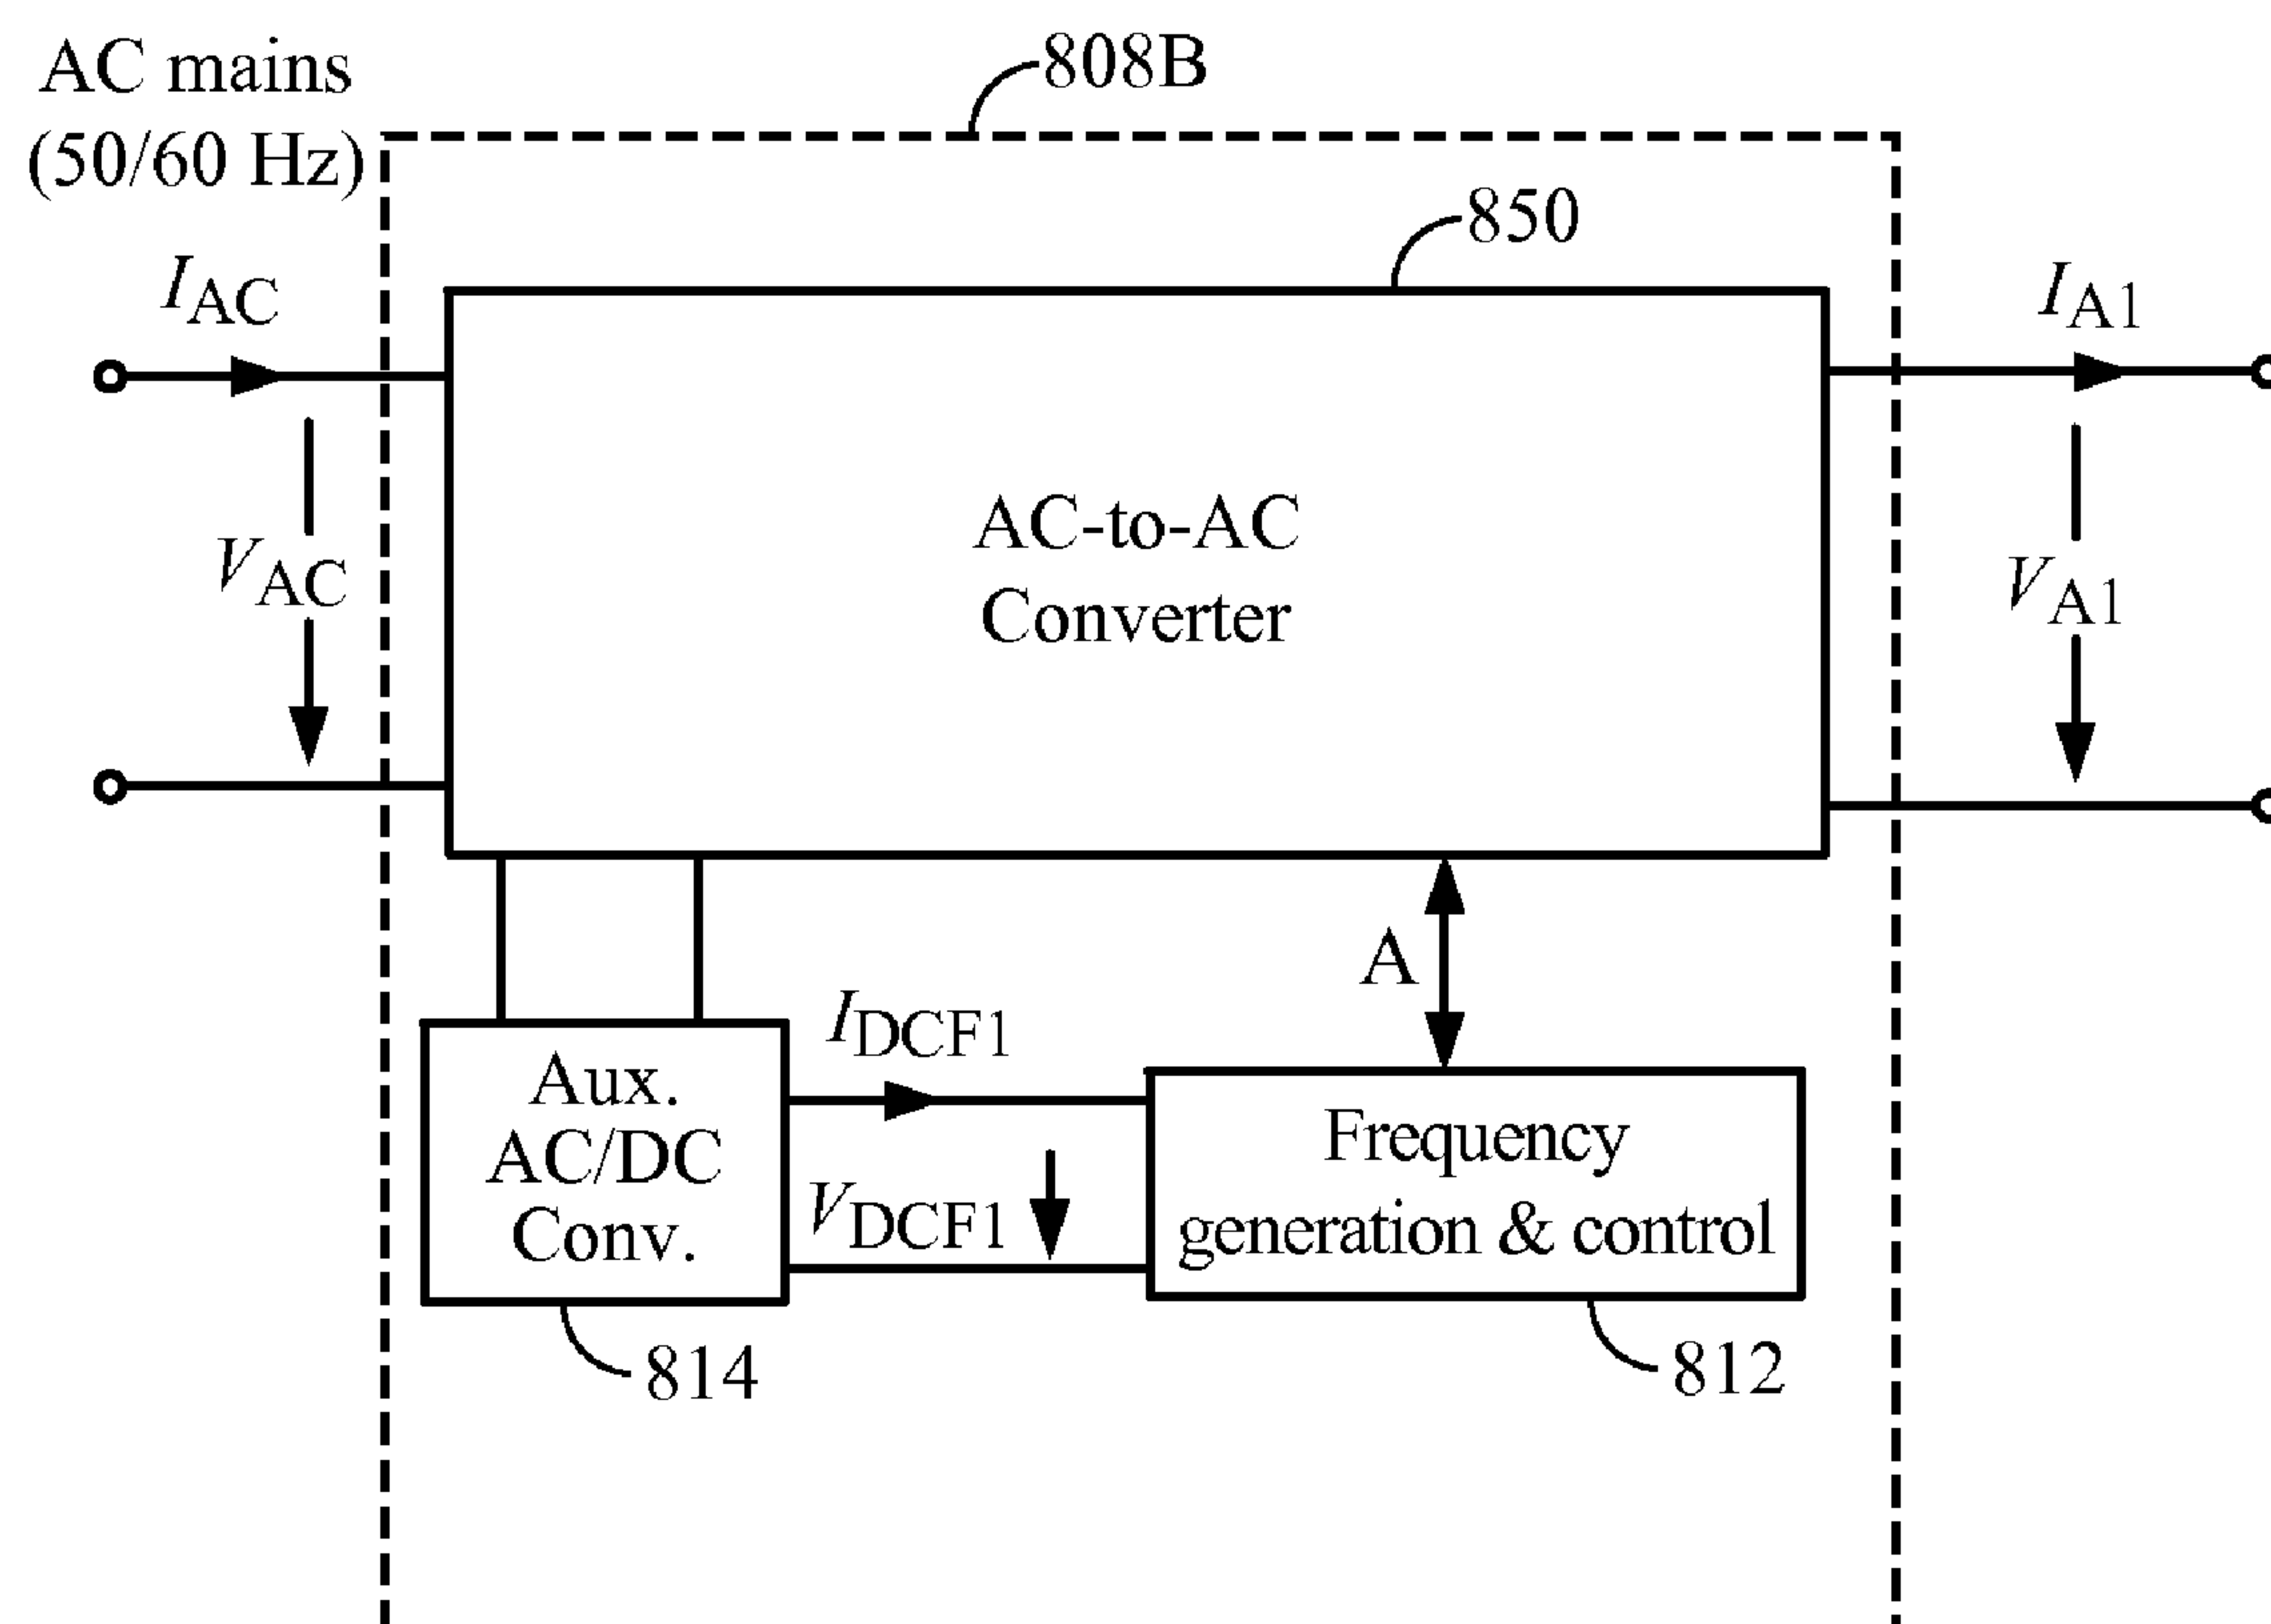 AC mains
(50/60 Hz)
808B
850
IAC
IA1
VAC
AC-to-AC
Converter
VA1
A
IDCF1
Aux.
AC/DC
Conv.
VDCF1
Frequency
generation & control
814
812